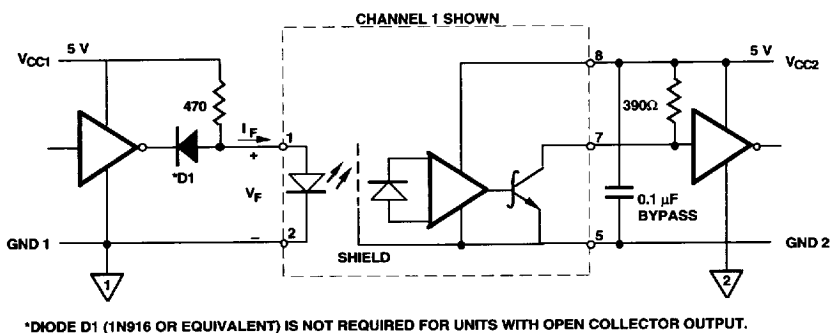 CHANNEL 1 SHOWN
VCC1
5 V
470
IF
+
1
*D1
VF
GND 1
–
2
1
SHIELD
8
5 V
VCC2
390Ω
7
0.1 µF
BYPASS
5
GND 2
2
*DIODE D1 (1N916 OR EQUIVALENT) IS NOT REQUIRED FOR UNITS WITH OPEN COLLECTOR OUTPUT.